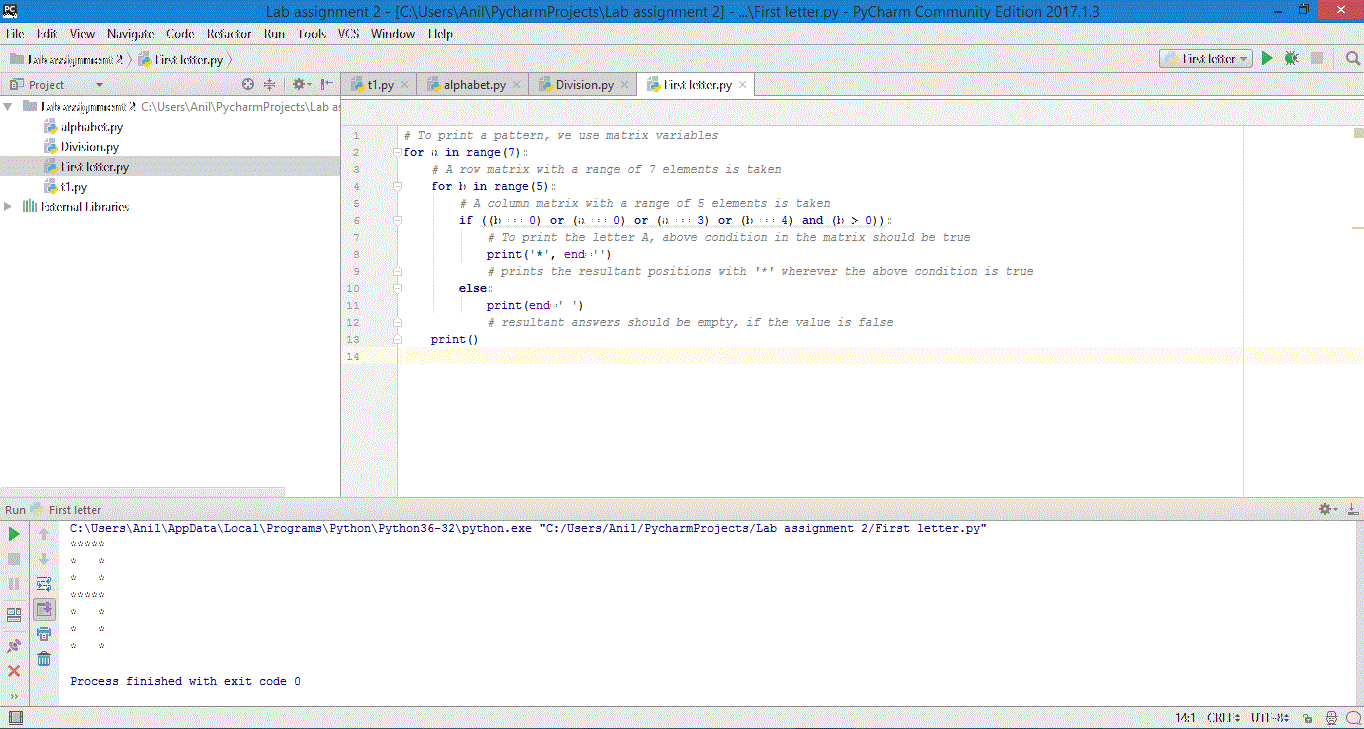 PC
Lab assignment 2 - [C:\Users\Anil\PycharmProjects\Lab assignment 2] - ...\First letter.py - PyCharm Community Edition 2017.1.3
File Edit View Navigate Code Refactor Run Tools VCS Window Help
Lab assignment 2 First letter.py First letter
Project t1.py alphabet.py Division.py First letter.py
Lab assignment 2 C:\Users\Anil\PycharmProjects\Lab as
alphabet.py
Division.py
First letter.py
t1.py
External Libraries
1 # To print a pattern, we use matrix variables
2 for a in range(7):
3 # A row matrix with a range of 7 elements is taken
4 for b in range(5):
5 # A column matrix with a range of 5 elements is taken
6 if ((b == 0) or (a == 0) or (a == 3) or (b == 4) and (b > 0)):
7 # To print the letter A, above condition in the matrix should be true
8 print('*', end='')
9 # prints the resultant positions with '*' wherever the above condition is true
10 else:
11 print(end=' ')
12 # resultant answers should be empty, if the value is false
13 print()
14
Run First letter
C:\Users\Anil\AppData\Local\Programs\Python\Python36-32\python.exe "C:/Users/Anil/PycharmProjects/Lab assignment 2/First letter.py"
*****
*   *
*   *
*****
*   *
*   *
*   *
Process finished with exit code 0
14:1 CRLF UTF-8